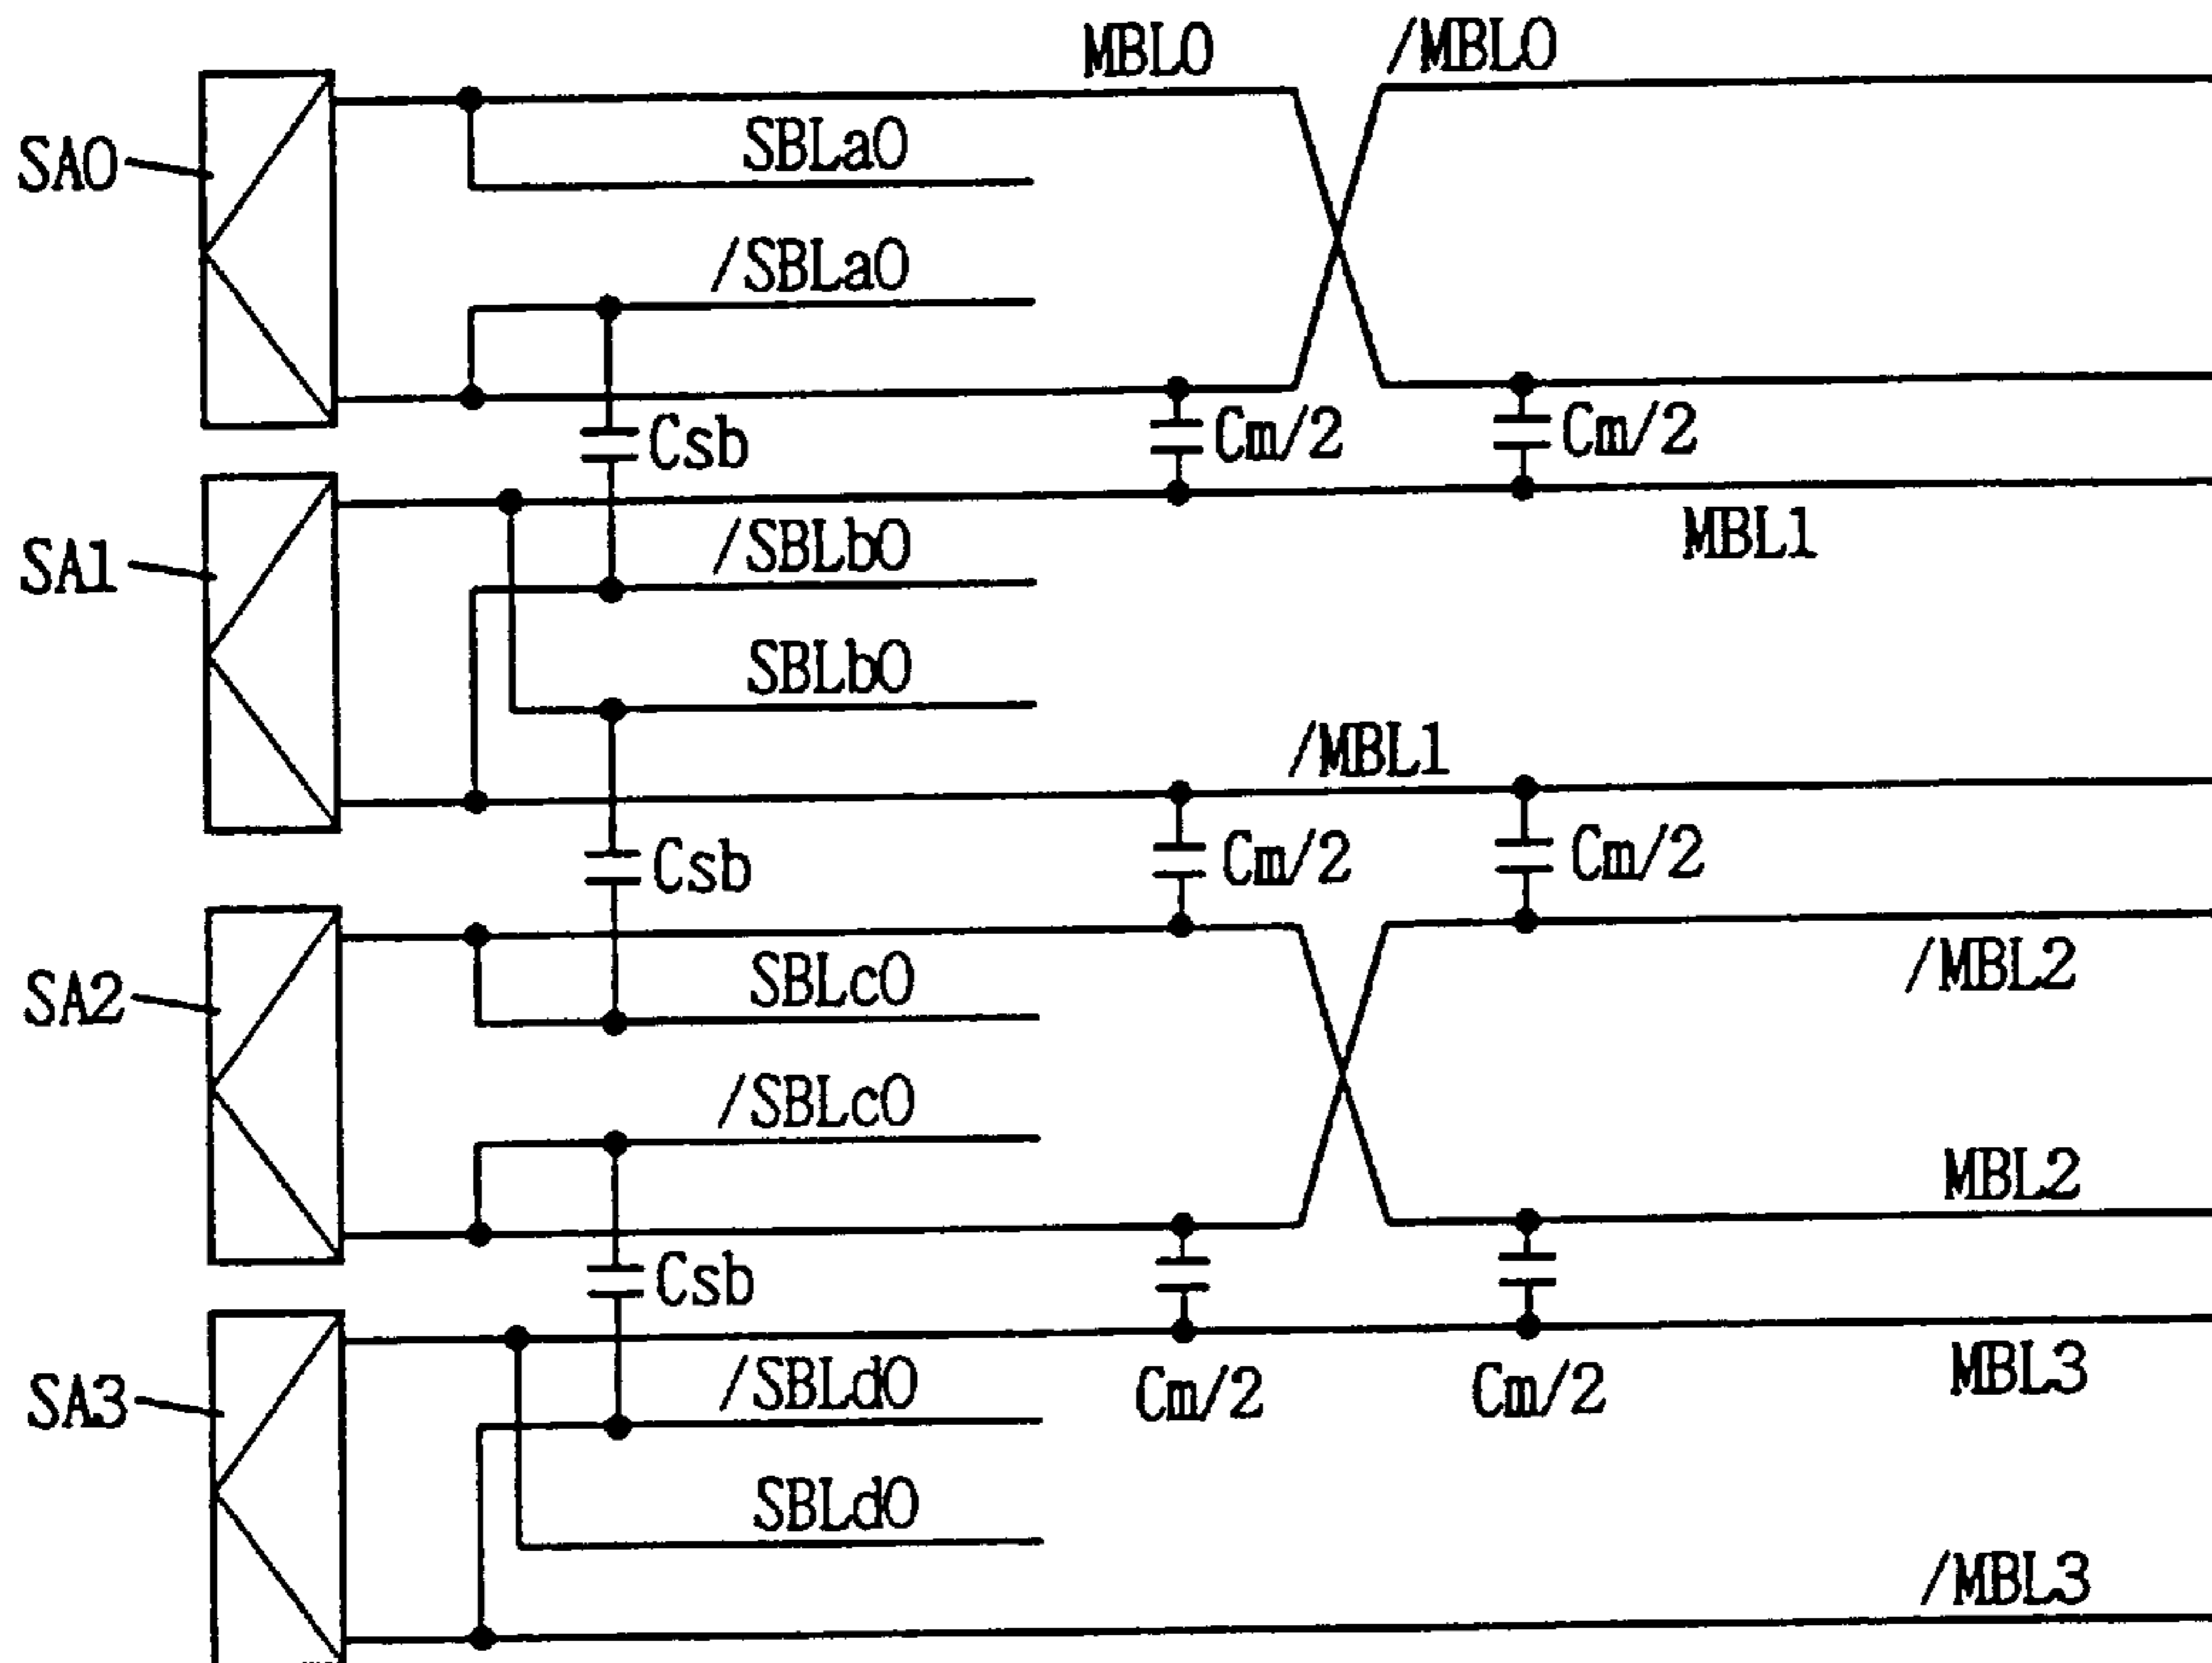 MBL0
/MBL0
SA0
SBLa0
/SBLa0
Csb
Cm/2
Cm/2
SA1
/SBLb0
MBL1
SBLb0
/MBL1
Csb
Cm/2
Cm/2
SA2
SBLc0
/MBL2
/SBLc0
MBL2
Csb
SA3
/SBLd0
Cm/2
Cm/2
MBL3
SBLd0
/MBL3